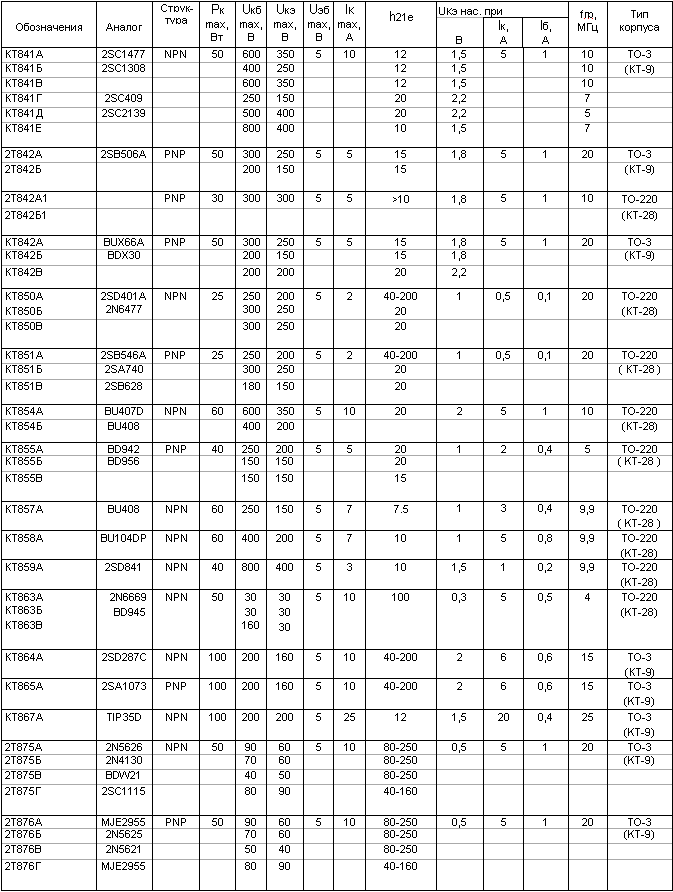 Обозначения Аналог Струк- тура Pк max, Вт Uкб max, В Uкэ max, В Uэб max, В Iк max, А h21e Uкэ нас. при fгр, МГц Тип корпуса
В Iк, А Iб, А
КТ841А 2SC1477 NPN 50 600 350 5 10 12 1,5 5 1 10 ТО-3
КТ841Б 2SC1308 400 250 12 1,5 10 (КТ-9)
КТ841В 600 350 12 1,5 10
КТ841Г 2SC409 250 150 20 2,2 7
КТ841Д 2SC2139 500 400 20 2,2 5
КТ841Е 800 400 10 1,5 7
2Т842А 2SB506A PNP 50 300 250 5 5 15 1,8 5 1 20 ТО-3
2Т842Б 200 150 15 (КТ-9)
2Т842А1 PNP 30 300 300 5 5 >10 1,8 5 1 10 ТО-220
2Т842Б1 (КТ-28)
КТ842А BUX66A PNP 50 300 250 5 5 15 1,8 5 1 20 ТО-3
КТ842Б BDX30 200 150 15 1,8 (КТ-9)
КТ842В 200 200 20 2,2
КТ850А 2SD401A NPN 25 250 200 5 2 40-200 1 0,5 0,1 20 ТО-220
КТ850Б 2N6477 300 250 20 (КТ-28)
КТ850В 300 250 20
КТ851А 2SB546A PNP 25 250 200 5 2 40-200 1 0,5 0,1 20 ТО-220
КТ851Б 2SA740 300 250 20 ( КТ-28 )
КТ851В 2SB628 180 150 20
КТ854А BU407D NPN 60 600 350 5 10 20 2 5 1 10 ТО-220
КТ854Б BU408 400 200 (КТ-28)
КТ855А BD942 PNP 40 250 200 5 5 20 1 2 0,4 5 ТО-220
КТ855Б BD956 150 150 20 ( КТ-28 )
КТ855В 150 150 15
КТ857А BU408 NPN 60 250 150 5 7 7.5 1 3 0,4 9,9 ТО-220
( КТ-28 )
КТ858А BU104DP NPN 60 400 200 5 7 10 1 5 0,8 9,9 ТО-220
(КТ-28)
КТ859А 2SD841 NPN 40 800 400 5 3 10 1,5 1 0,2 9,9 ТО-220
(КТ-28)
КТ863А 2N6669 NPN 50 30 30 5 10 100 0,3 5 0,5 4 ТО-220
КТ863Б BD945 30 30 (КТ-28)
КТ863В 160 30
КТ864А 2SD287C NPN 100 200 160 5 10 40-200 2 6 0,6 15 ТО-3
(КТ-9)
КТ865А 2SA1073 PNP 100 200 160 5 10 40-200 2 6 0,6 15 ТО-3
(КТ-9)
КТ867А TIP35D NPN 100 200 200 5 25 12 1,5 20 0,4 25 ТО-3
(КТ-9)
2Т875А 2N5626 NPN 50 90 60 5 10 80-250 0,5 5 1 20 ТО-3
2Т875Б 2N4130 70 60 80-250 (КТ-9)
2Т875В BDW21 40 50 80-250
2Т875Г 2SC1115 80 90 40-160
2Т876А MJE2955 PNP 50 90 60 5 10 80-250 0,5 5 1 20 ТО-3
2Т876Б 2N5625 70 60 80-250 (КТ-9)
2Т876В 2N5621 50 40 80-250
2Т876Г MJE2955 80 90 40-160